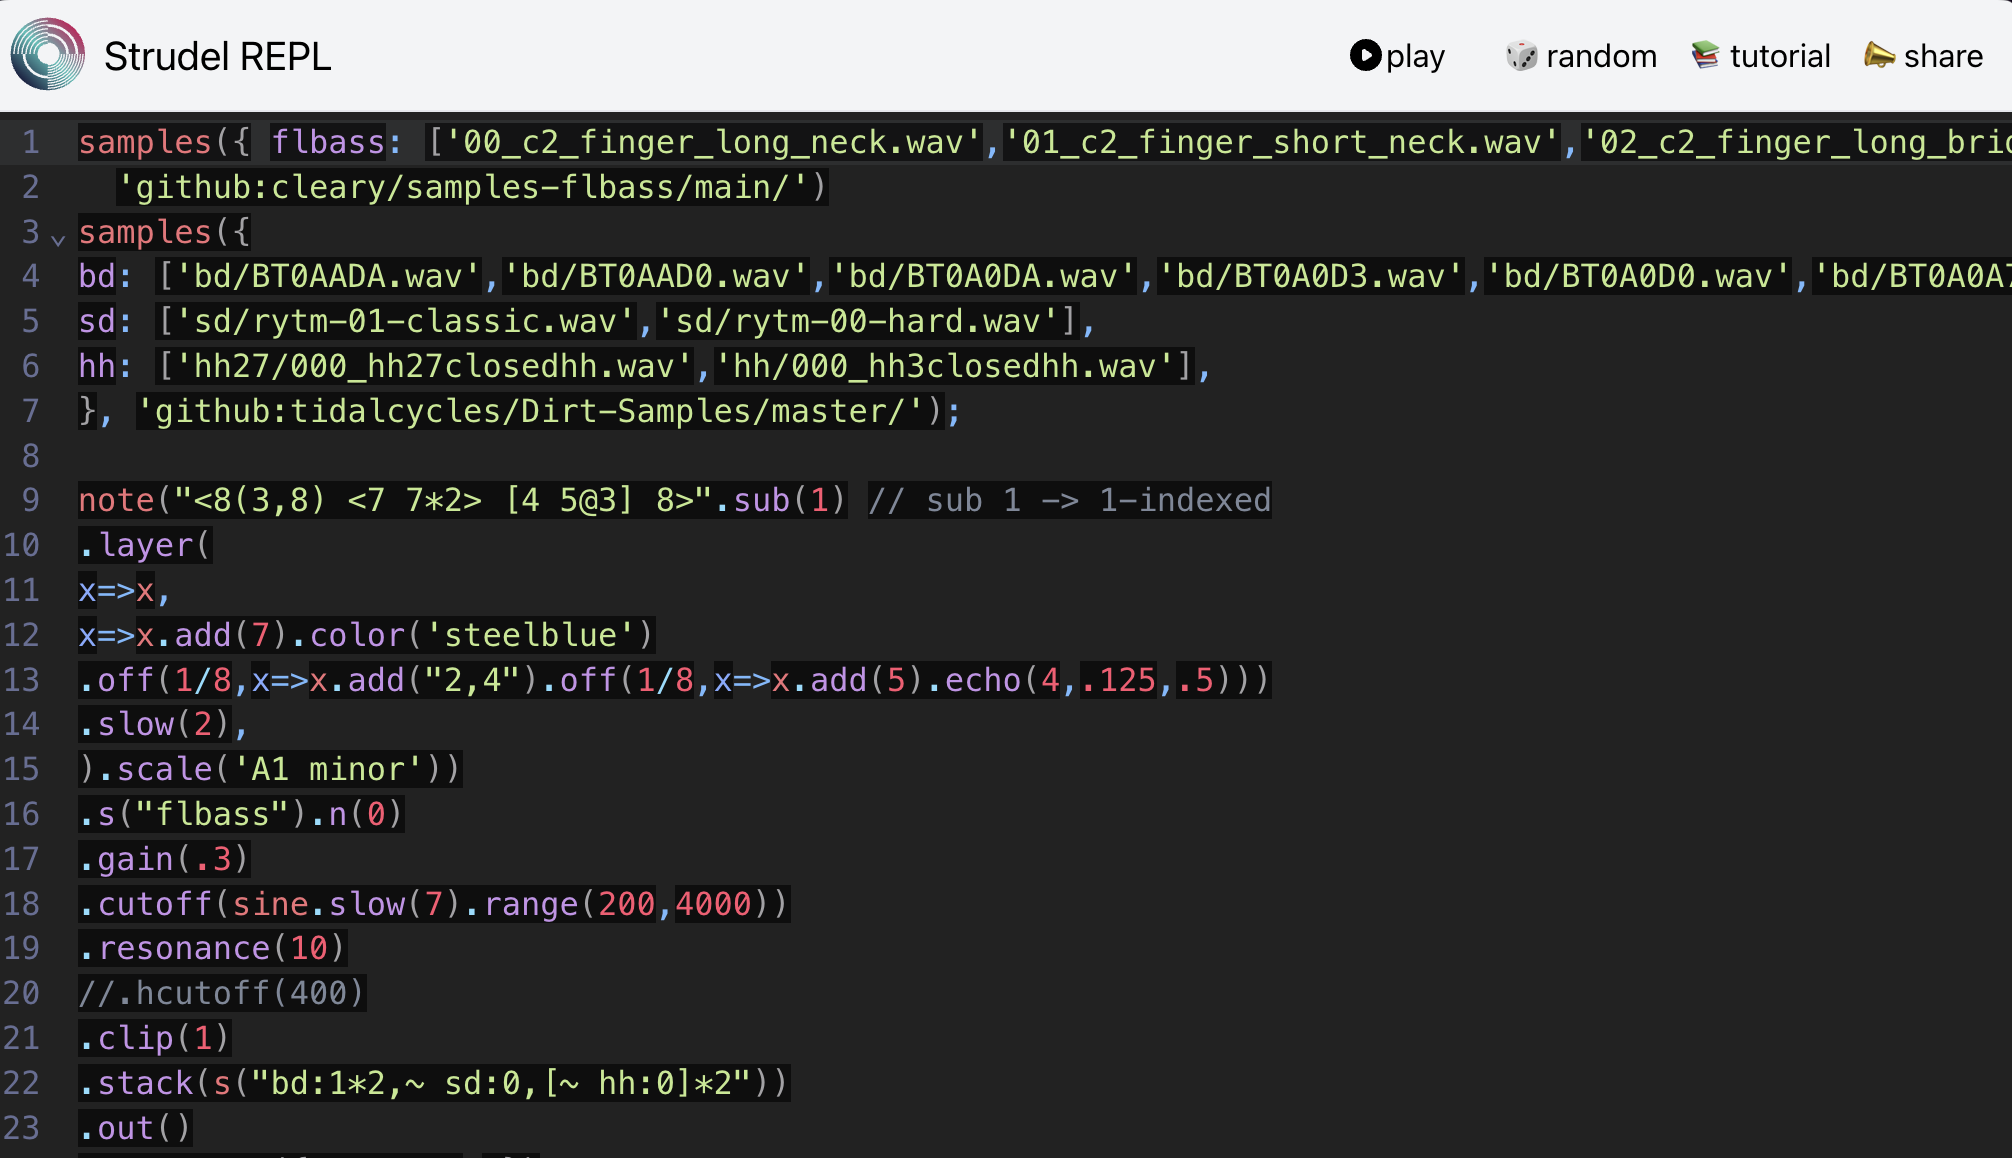 Strudel REPL
play random tutorial share
1 samples({ flbass: ['00_c2_finger_long_neck.wav','01_c2_finger_short_neck.wav','02_c2_finger_long_
2 'github:cleary/samples-flbass/main/')
3 samples({
4 bd: ['bd/BT0AADA.wav','bd/BT0AAD0.wav','bd/BT0A0DA.wav','bd/BT0A0D3.wav','bd/BT0A0D0.wav','bd/BT0A0A7
5 sd: ['sd/rytm-01-classic.wav','sd/rytm-00-hard.wav'],
6 hh: ['hh27/000_hh27closedhh.wav','hh/000_hh3closedhh.wav'],
7 }, 'github:tidalcycles/Dirt-Samples/master/');
8
9 note("<8(3,8) <7 7*2> [4 5@3] 8>".sub(1) // sub 1 -> 1-indexed
10 .layer(
11 x=>x,
12 x=>x.add(7).color('steelblue')
13 .off(1/8,x=>x.add("2,4").off(1/8,x=>x.add(5).echo(4,.125,.5)))
14 .slow(2),
15 ).scale('A1 minor'))
16 .s("flbass").n(0)
17 .gain(.3)
18 .cutoff(sine.slow(7).range(200,4000))
19 .resonance(10)
20 //.hcutoff(400)
21 .clip(1)
22 .stack(s("bd:1*2,~ sd:0,[~ hh:0]*2"))
23 .out()